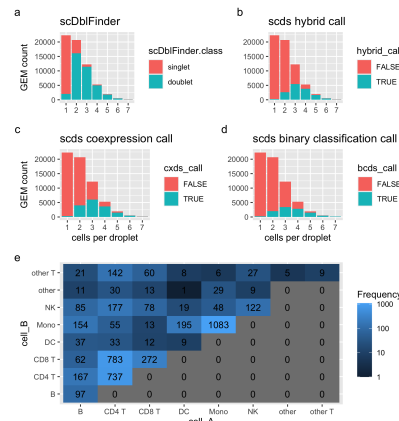 a
scDblFinder
GEM count
20000
15000
10000
5000
0
1 2 3 4 5 6 7
scDblFinder.class
singlet
doublet
b
scds hybrid call
GEM count
20000
15000
10000
5000
0
1 2 3 4 5 6 7
hybrid_cal
FALSE
TRUE
c
scds coexpression call
GEM count
20000
15000
10000
5000
0
1 2 3 4 5 6 7
cells per droplet
cxds_call
FALSE
TRUE
d
scds binary classification call
GEM count
20000
15000
10000
5000
0
1 2 3 4 5 6 7
cells per droplet
bcds_call
FALSE
TRUE
e
cell_B
other T 21 142 60 8 6 27 5 9
other 11 30 13 1 29 9 0
NK 85 177 78 19 48 122 0 0
Mono 154 55 13 195 1083 0 0 0
DC 37 33 12 9 0 0 0 0
CD8 T 62 783 272 0 0 0 0 0
CD4 T 167 737 0 0 0 0 0 0
B 97 0 0 0 0 0 0 0
B CD4 T CD8 T DC Mono NK other other T
cell_A
Frequency
1000
100
10
1